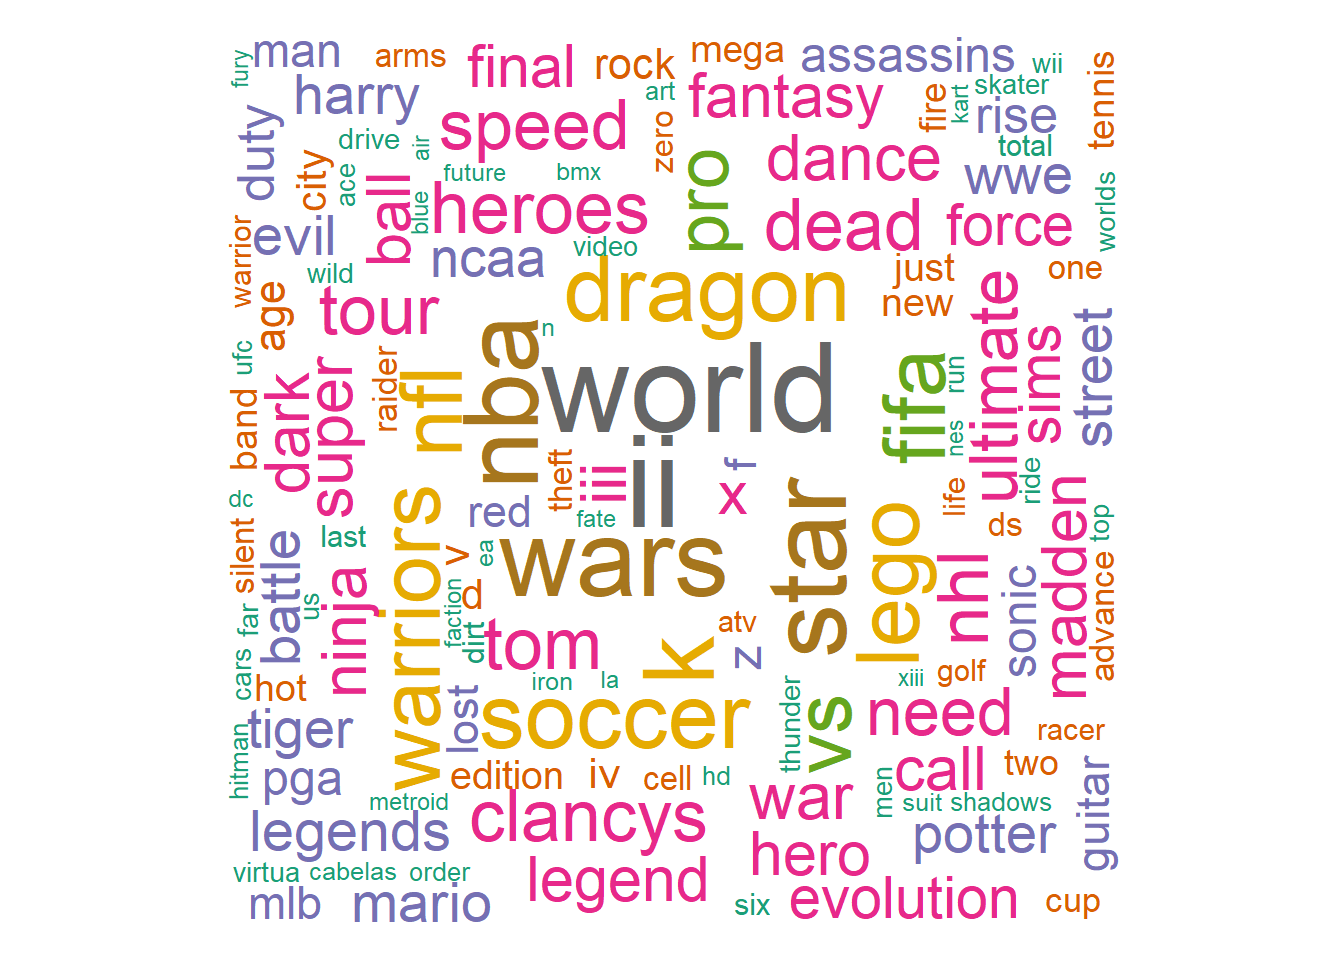 fury
man
arms
final
rock
mega
assassins
wii
tennis
harry
art
fantasy
skater
fire
kart
rise
duty
city
drive
air
speed
zero
total
dance
wwe
ace
ball
blue
future
bmx
heroes
pro
dead
force
worlds
warrior
evil
ncaa
video
wild
dragon
just
one
new
age
tour
n
ultimate
sims
street
ufc
raider
nfl
nba
world
fifa
run
nes
band
dark
super
ii
iii
theft
x
f
life
ride
dc
red
fate
star
lego
ds
top
madden
silent
last
battle
us
ninja
warriors
v
ea
wars
nhl
sonic
advance
d
faction
dirt
tom
k
z
atv
cars
far
hot
iron
la
xiii
golf
tiger
lost
soccer
vs
thunder
need
racer
hitman
pga
edition
iv
cell
hd
call
two
guitar
metroid
legends
clancys
war
men
suit
shadows
potter
hero
virtua
cabelas
order
legend
mlb
mario
six
evolution
cup